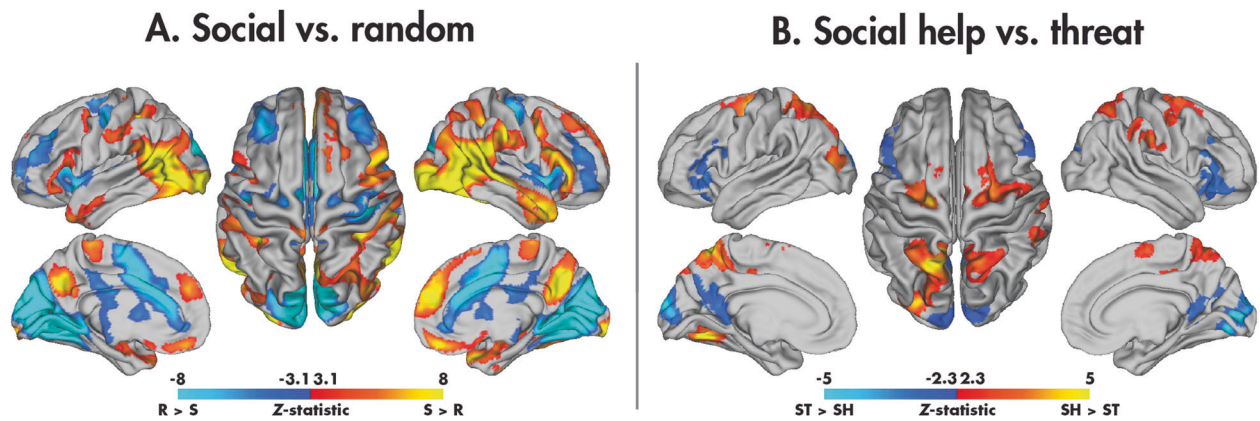 A. Social vs. random
B. Social help vs. threat
-8 -3.1 3.1 8
R > S Z-statistic S > R
-5 -2.3 2.3 5
ST > SH Z-statistic SH > ST